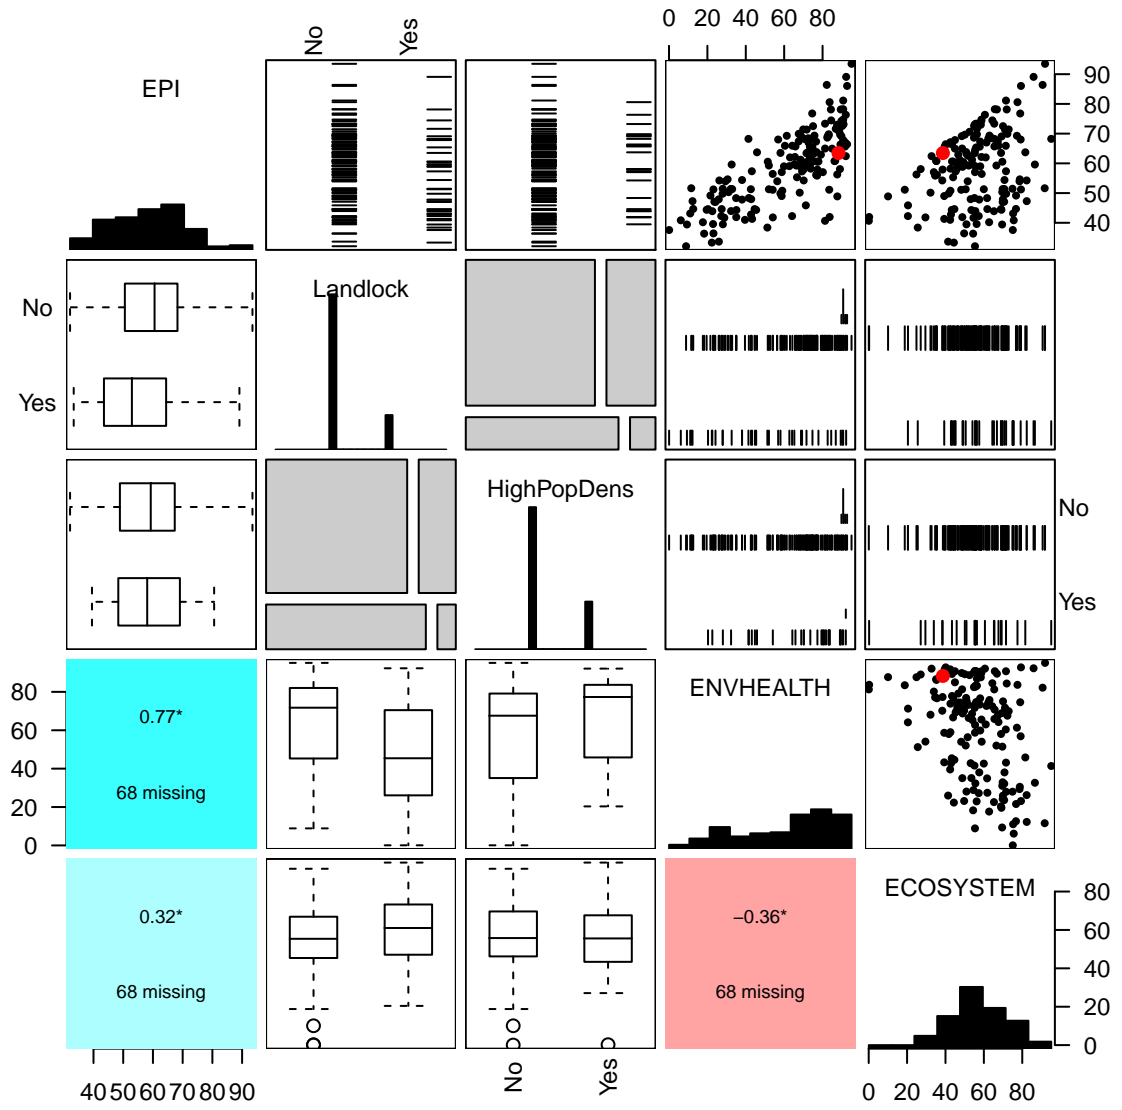 0 20 40 60 80
No Yes
EPI
90
80
70
60
50
40
Landlock
No
Yes
HighPopDens
No
Yes
ENVHEALTH
80
60
40
20
0
0.77*
68 missing
ECOSYSTEM
0.32*
68 missing
−0.36*
68 missing
80
60
40
20
0
No Yes
40 50 60 70 80 90
0 20 40 60 80